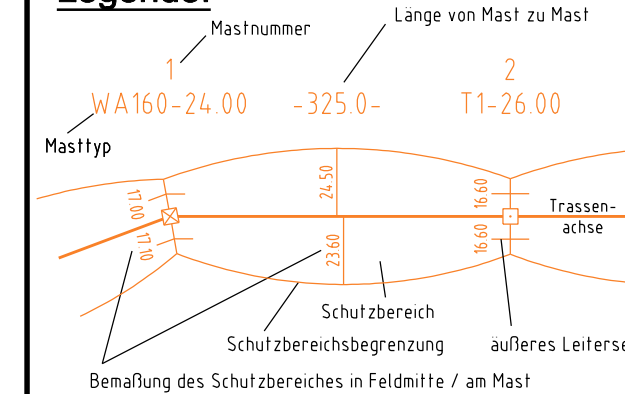 Legende:
Mastnummer
Länge von Mast zu Mast
1
2
WA160-24.00
-325.0-
T1-26.00
Masttyp
17.00
17.10
24.50
23.60
16.60
16.60
Trassen-
achse
Schutzbereich
Schutzbereichsbegrenzung
äußeres
Bemaßung des Schutzbereiches in Feldmitte / am Mast